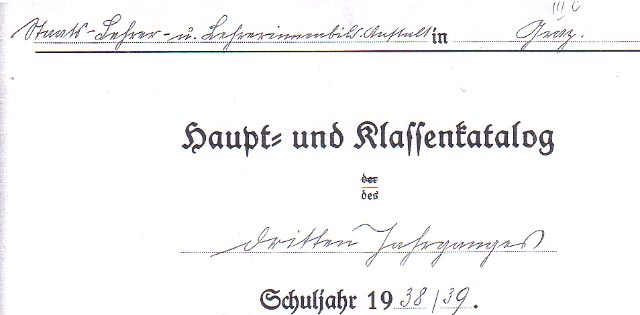 III C
Staats-Lehrer- u. Lehrerinnenbild. Anstalt in Graz.
Haupt- und Klassenkatalog
der
des
dritten Jahrganges
Schuljahr 1938/39.